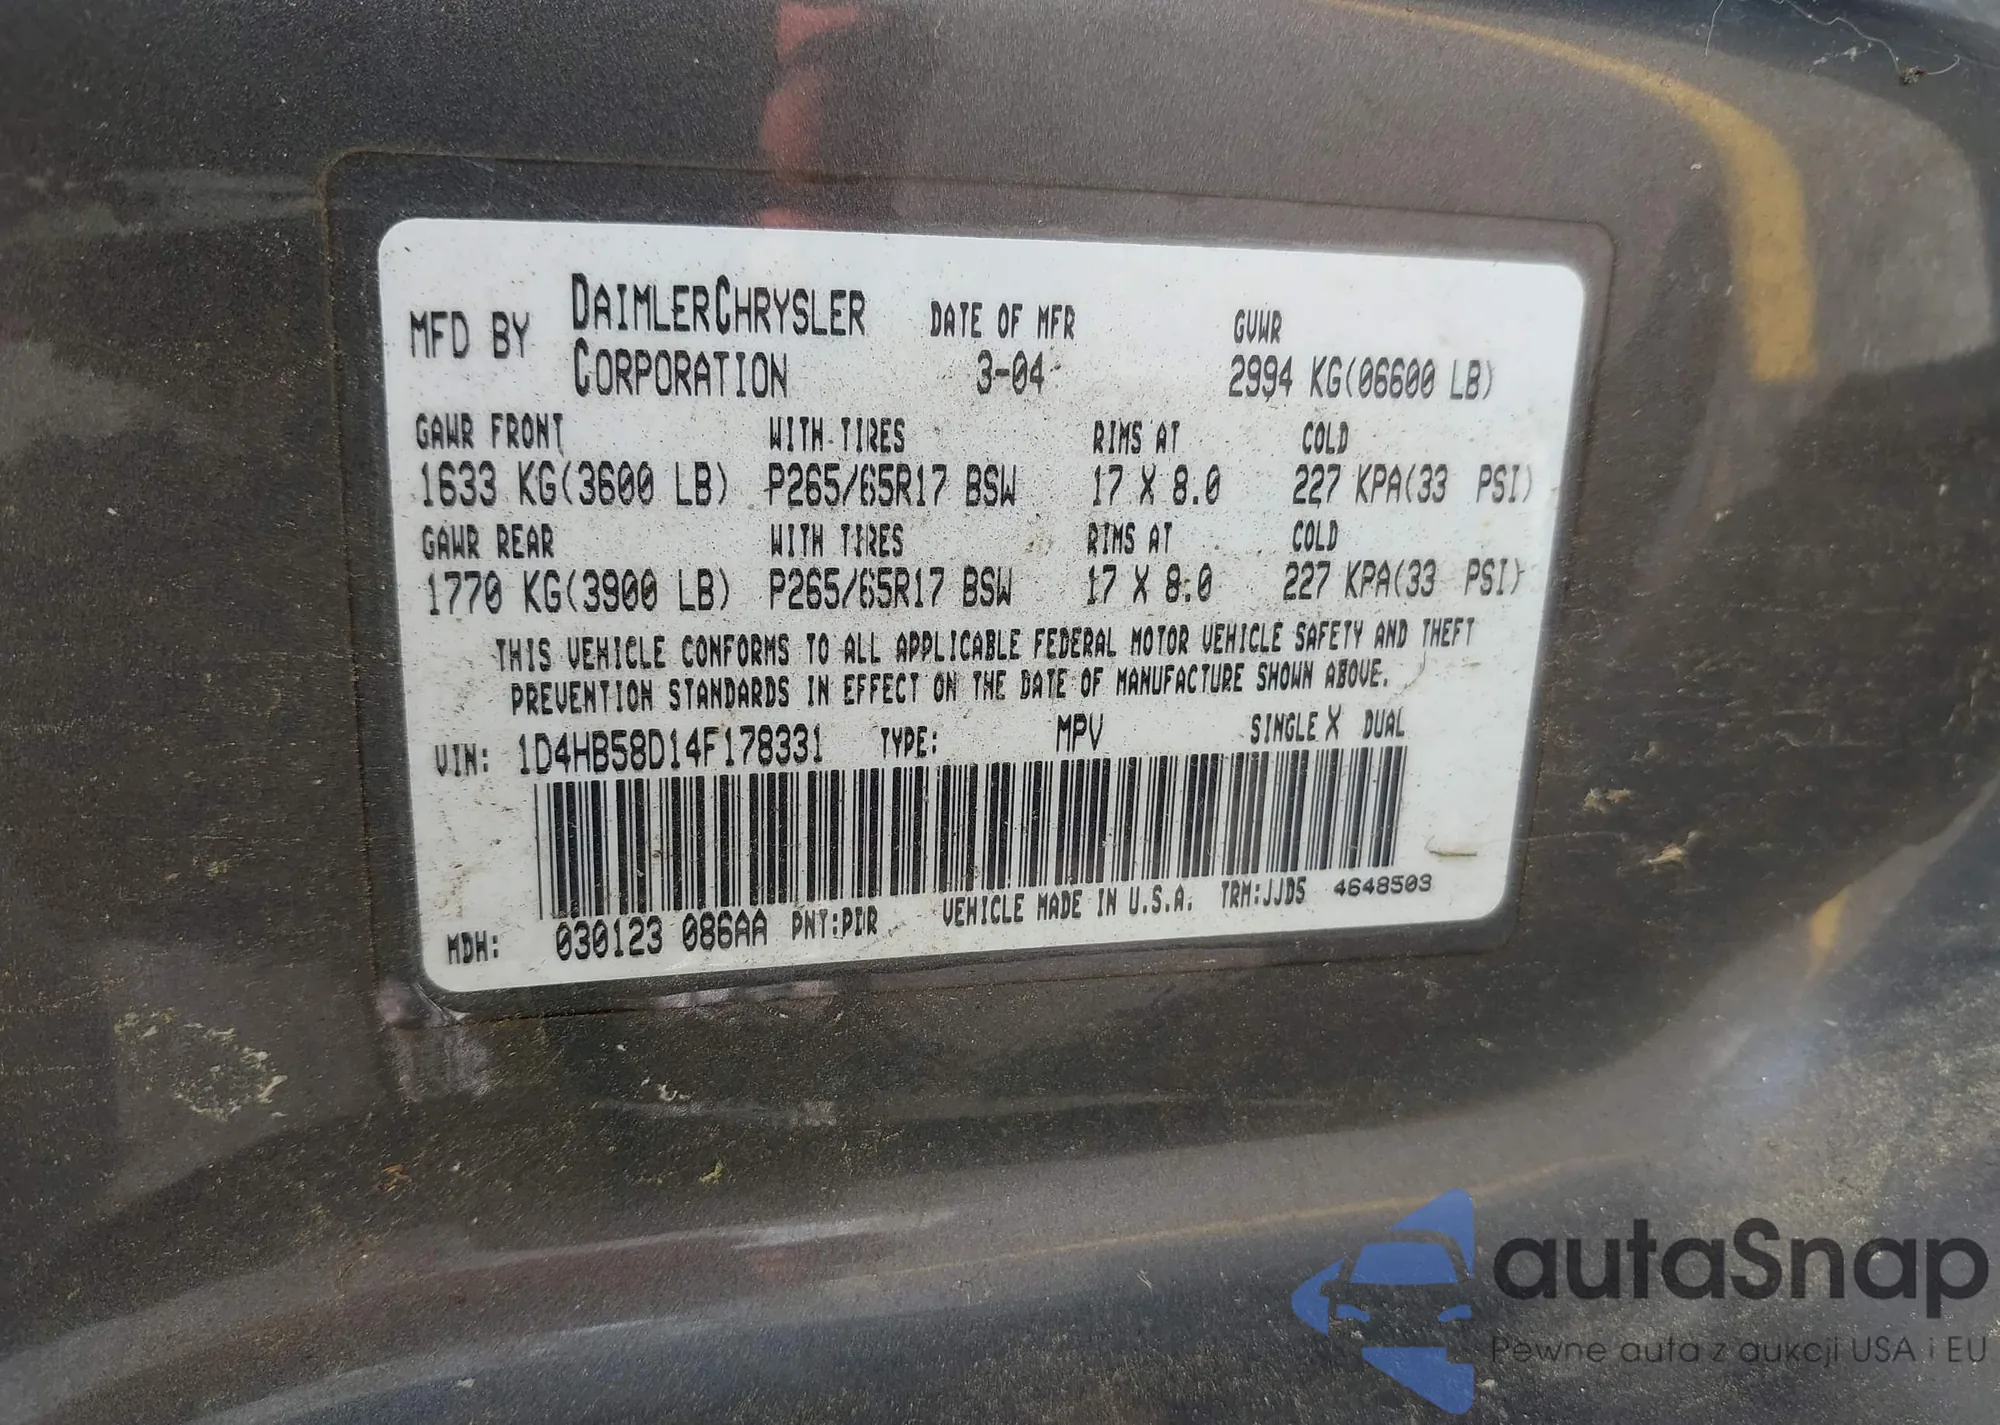 MFD BY DAIMLERCHRYSLER CORPORATION DATE OF MFR 3-04 GVWR 2994 KG(06600 LB)
GAWR FRONT WITH TIRES RIMS AT COLD
1633 KG(3600 LB) P265/65R17 BSW 17 X 8.0 227 KPA(33 PSI)
GAWR REAR WITH TIRES RIMS AT COLD
1770 KG(3900 LB) P265/65R17 BSW 17 X 8.0 227 KPA(33 PSI)
THIS VEHICLE CONFORMS TO ALL APPLICABLE FEDERAL MOTOR VEHICLE SAFETY AND THEFT
PREVENTION STANDARDS IN EFFECT ON THE DATE OF MANUFACTURE SHOWN ABOVE.
VIN: 1D4HB58D14F178331 TYPE: MPV SINGLE X DUAL
MDH: 030123 086AA PNT:PDR VEHICLE MADE IN U.S.A. TRM:JJD5 4648503
autaSnap
Pewne auta z aukcji USA i EU